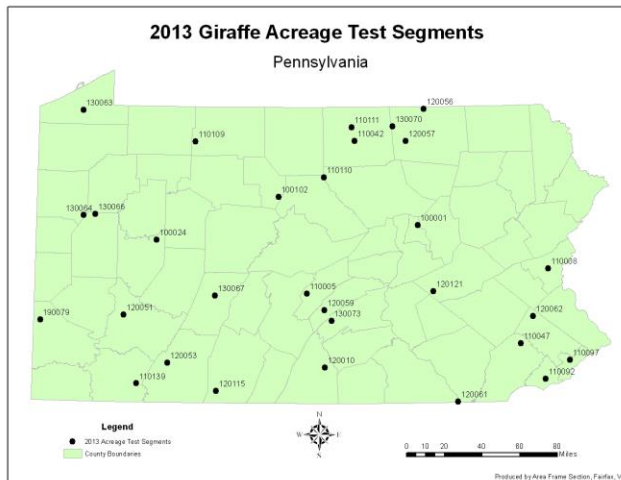 2013 Giraffe Acreage Test Segments
Pennsylvania
120056
130063
110111
130070
110109
110042
120057
110110
100102
130064
130066
100001
100024
110008
120121
130067
110005
120059
130073
190079
120051
120062
110047
120053
120010
110097
110139
120115
110092
120061
Legend
2013 Acreage Test Segments
County Boundaries
N
W
E
S
0 5 10 20 40 60 80
Miles
Produced by Area Frame Section, Fairfax, V